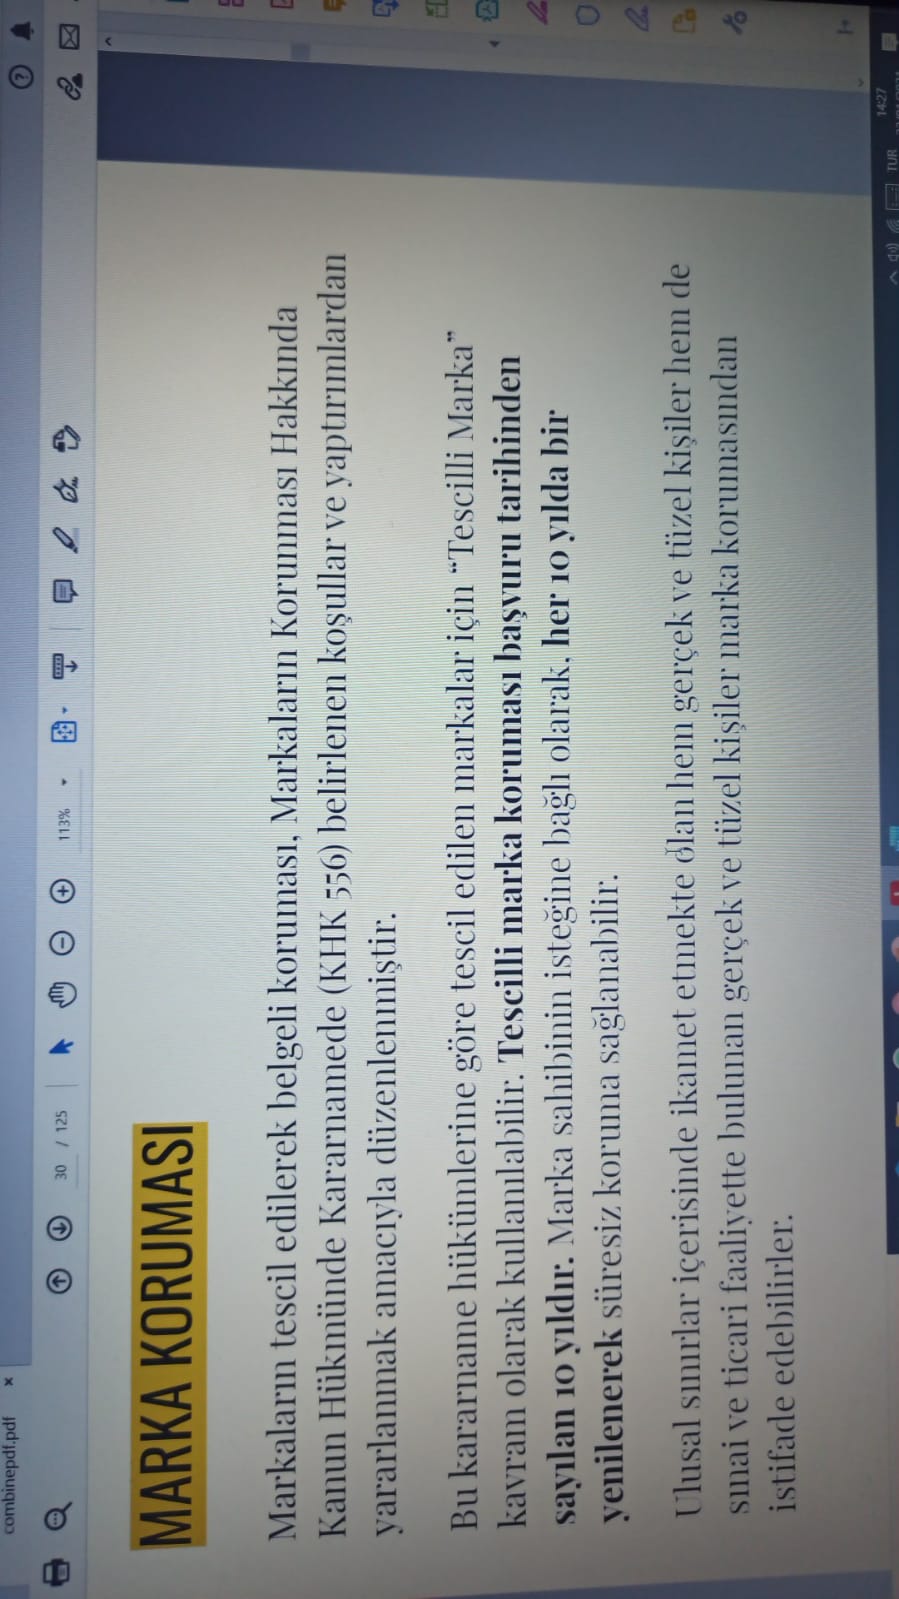 combinepdf.pdf ×
30 / 125
113%
MARKA KORUMASI
Markaların tescil edilerek belgeli koruması, Markaların Korunması Hakkında
Kanun Hükmünde Kararnamede (KHK 556) belirlenen koşullar ve yaptırımlardan
yararlanmak amacıyla düzenlenmiştir.
Bu kararname hükümlerine göre tescil edilen markalar için “Tescilli Marka”
kavram olarak kullanılabilir. Tescilli marka koruması başvuru tarihinden
sayılan 10 yıldır. Marka sahibinin isteğine bağlı olarak, her 10 yılda bir
yenilenerek süresiz koruma sağlanabilir.
Ulusal sınırlar içerisinde ikamet etmekte olan hem gerçek ve tüzel kişiler hem de
sınai ve ticari faaliyette bulunan gerçek ve tüzel kişiler marka korumasından
istifade edebilirler.
TUR
14:27